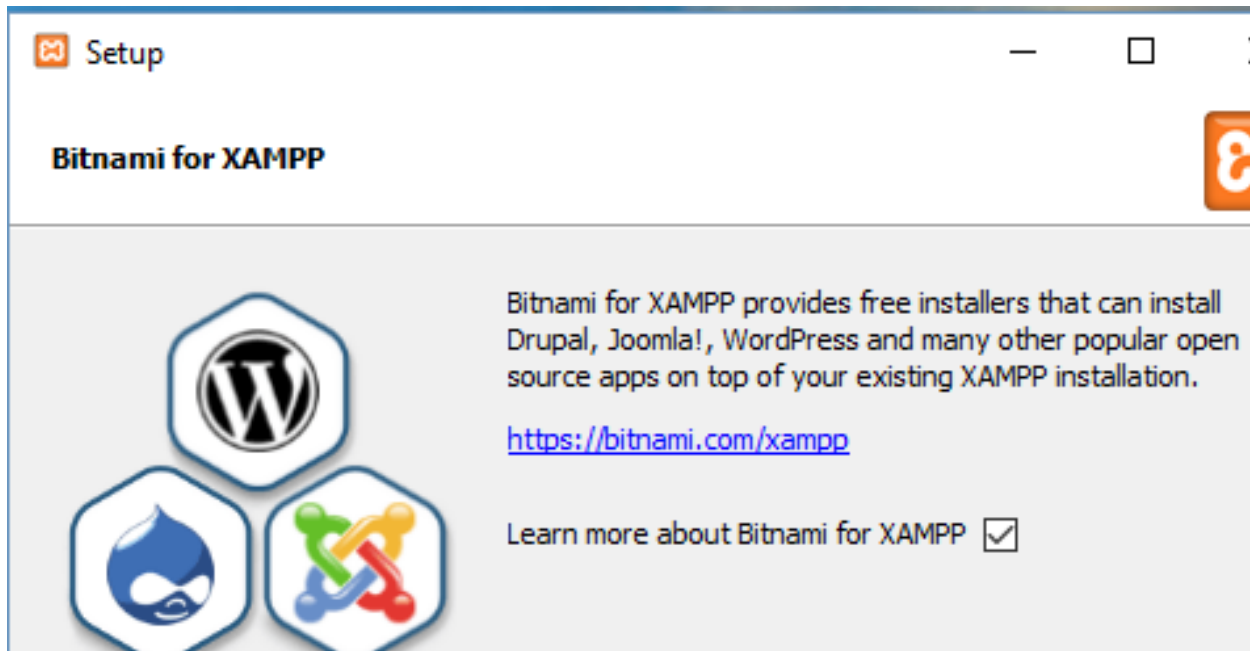 Setup
Bitnami for XAMPP
Bitnami for XAMPP provides free installers that can install
Drupal, Joomla!, WordPress and many other popular open
source apps on top of your existing XAMPP installation.
https://bitnami.com/xampp
Learn more about Bitnami for XAMPP